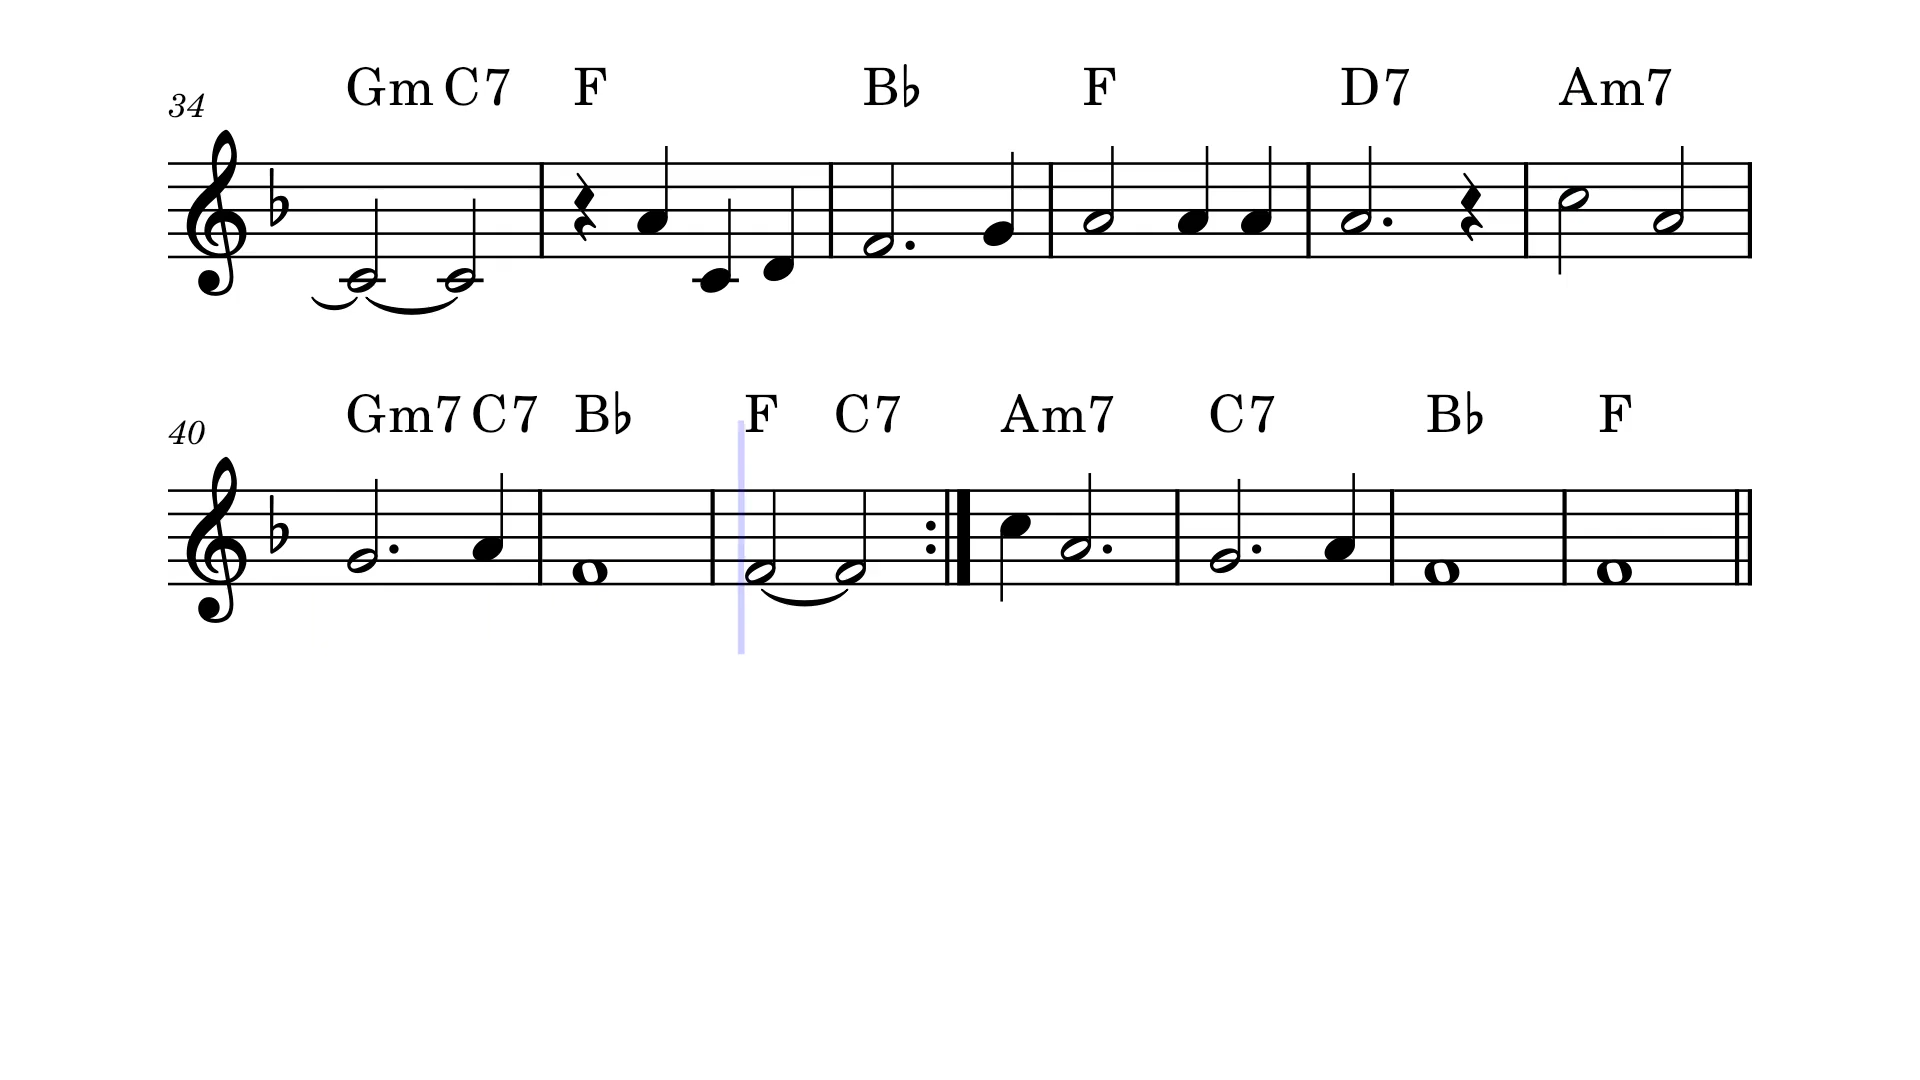 Gm C7 F B♭ F D7 Am7
34
Gm7 C7 B♭ F C7 Am7 C7 B♭ F
40